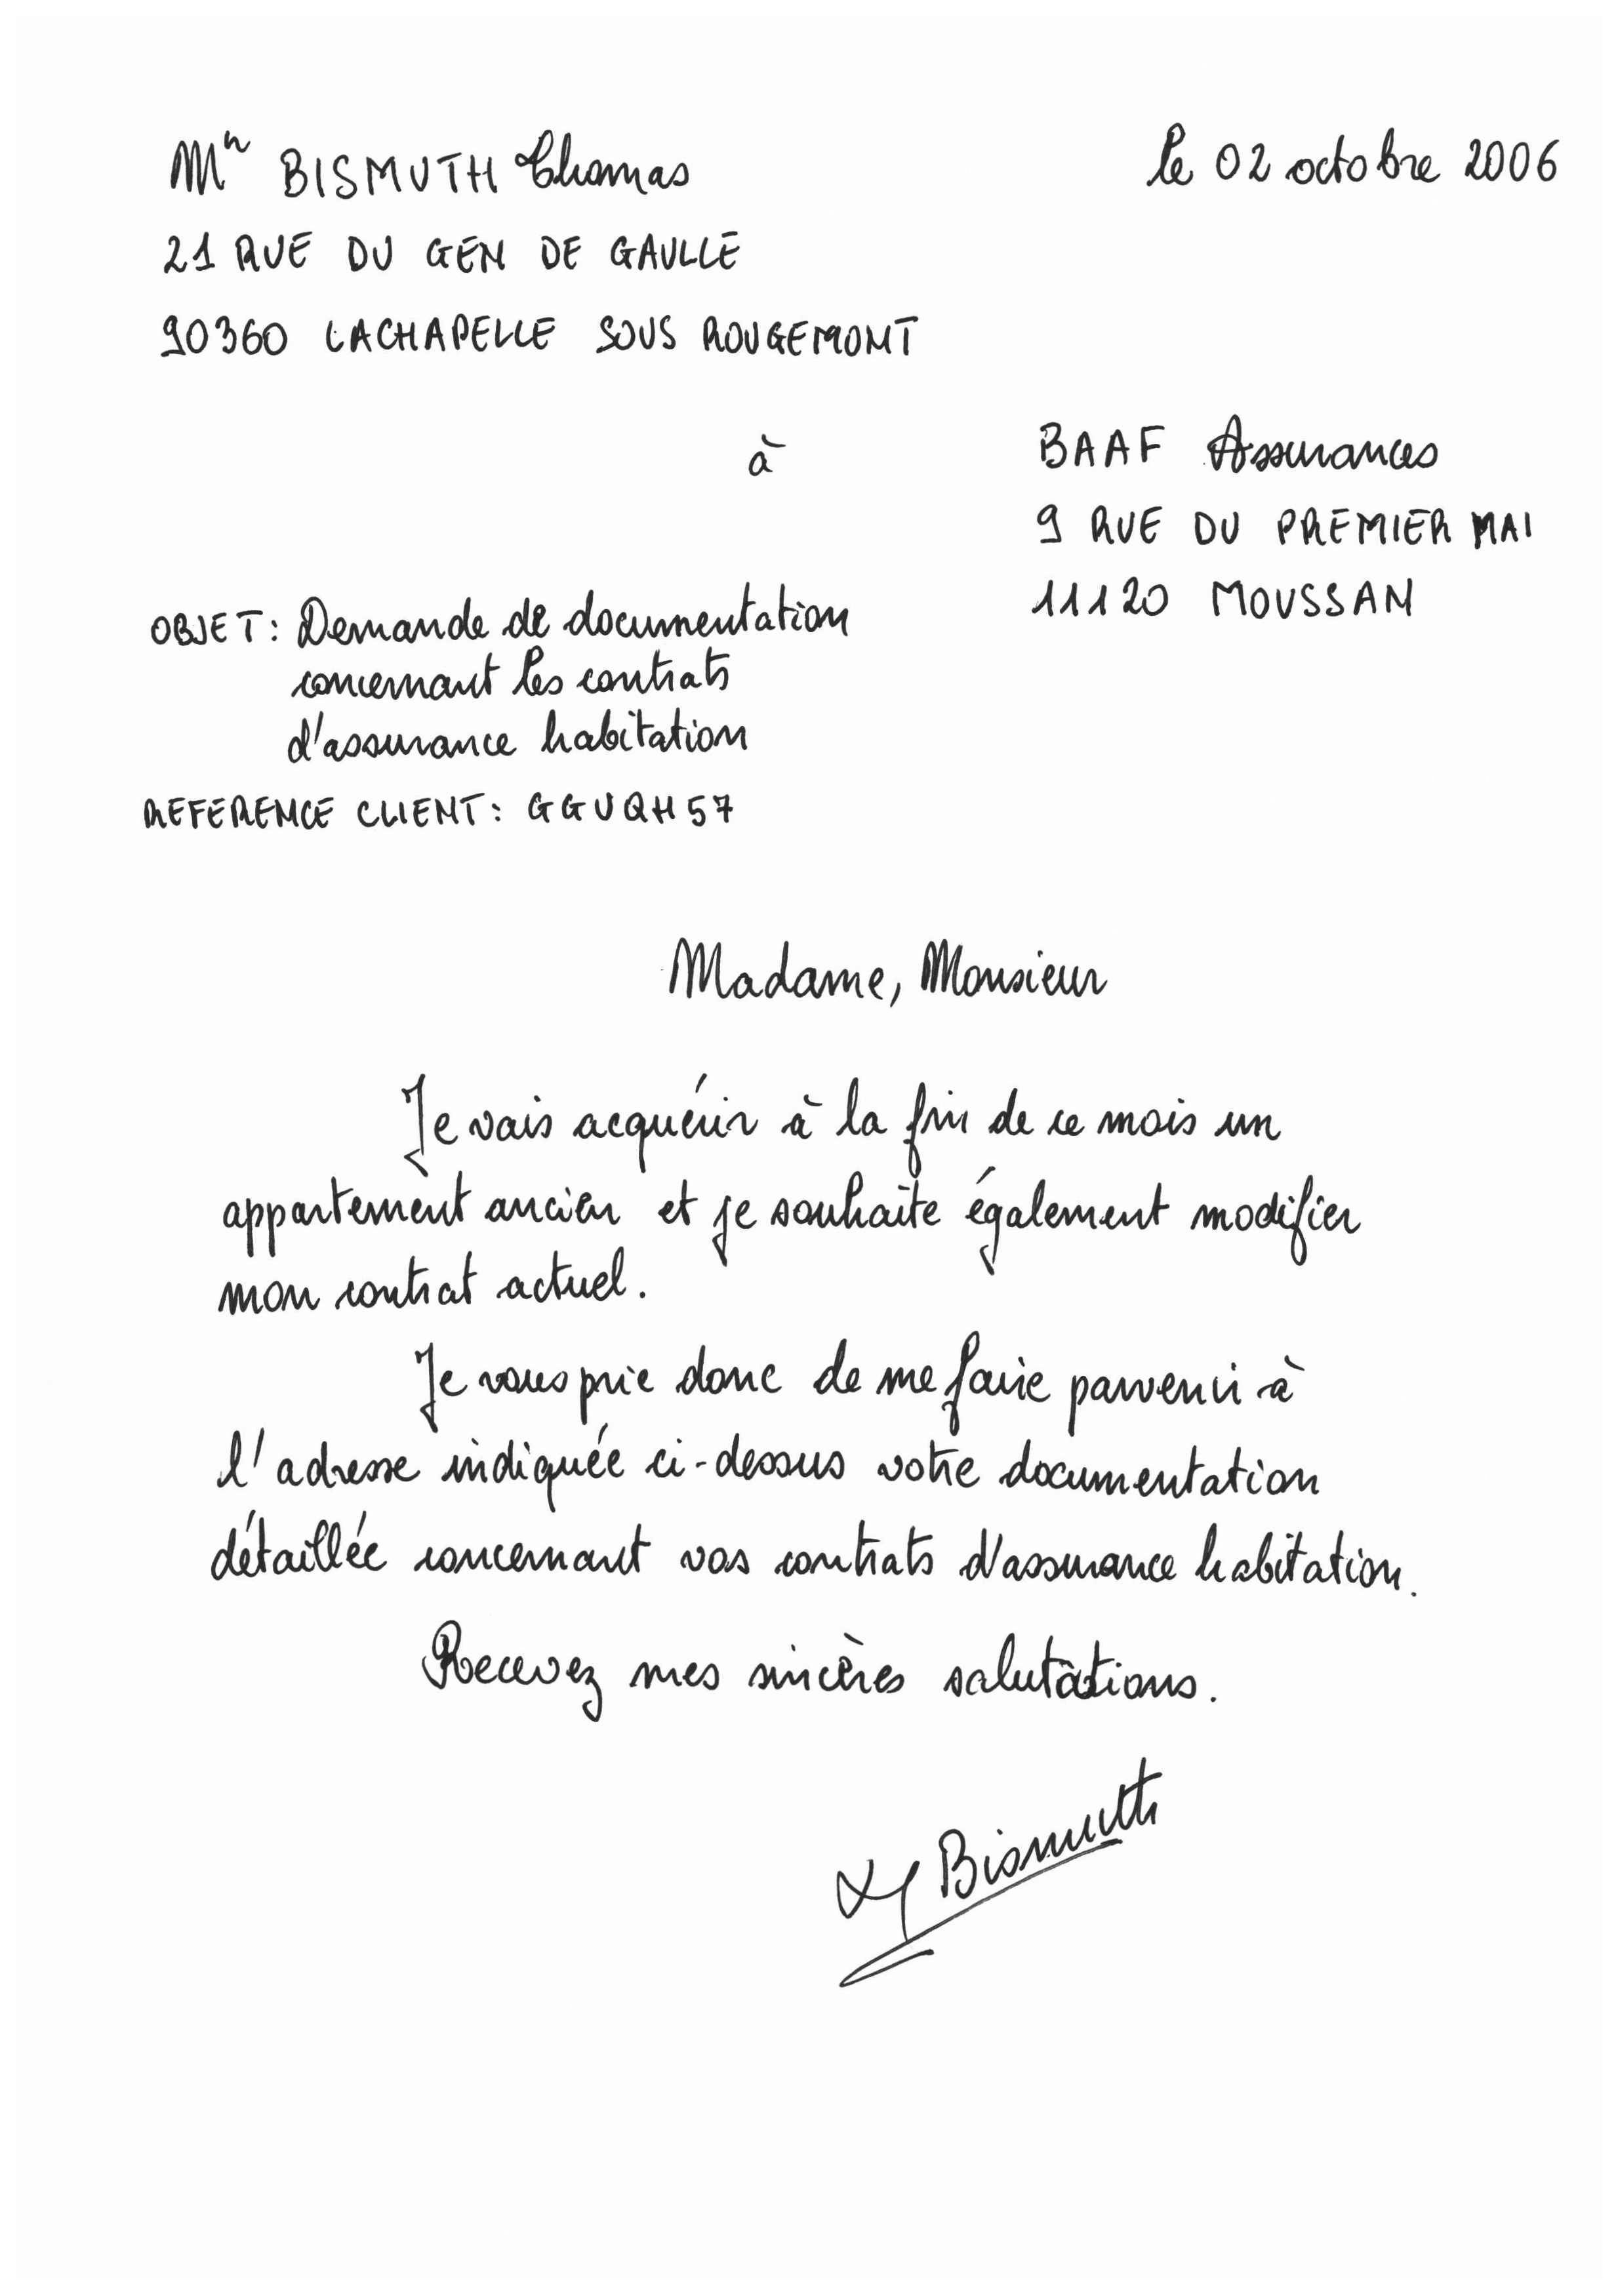 Mr BISMUTH Thomas
le 02 octobre 2006
21 RUE DU GEN DE GAULLE
90360 LACHAPELLE SOUS ROUGEMONT
à
BAAF Assurances
9 RUE DU PREMIER MAI
11120 MOUSSAN
OBJET : Demande de documentation
concernant les contrats
d'assurance habitation
REFERENCE CLIENT : GGUQH57
Madame, Monsieur
Je vais acquérir à la fin de ce mois un
appartement ancien et je souhaite également modifier
mon contrat actuel.
Je vous prie donc de me faire parvenir à
l'adresse indiquée ci-dessus votre documentation
détaillée concernant vos contrats d'assurance habitation.
Recevez mes sincères salutations.
Bismuth